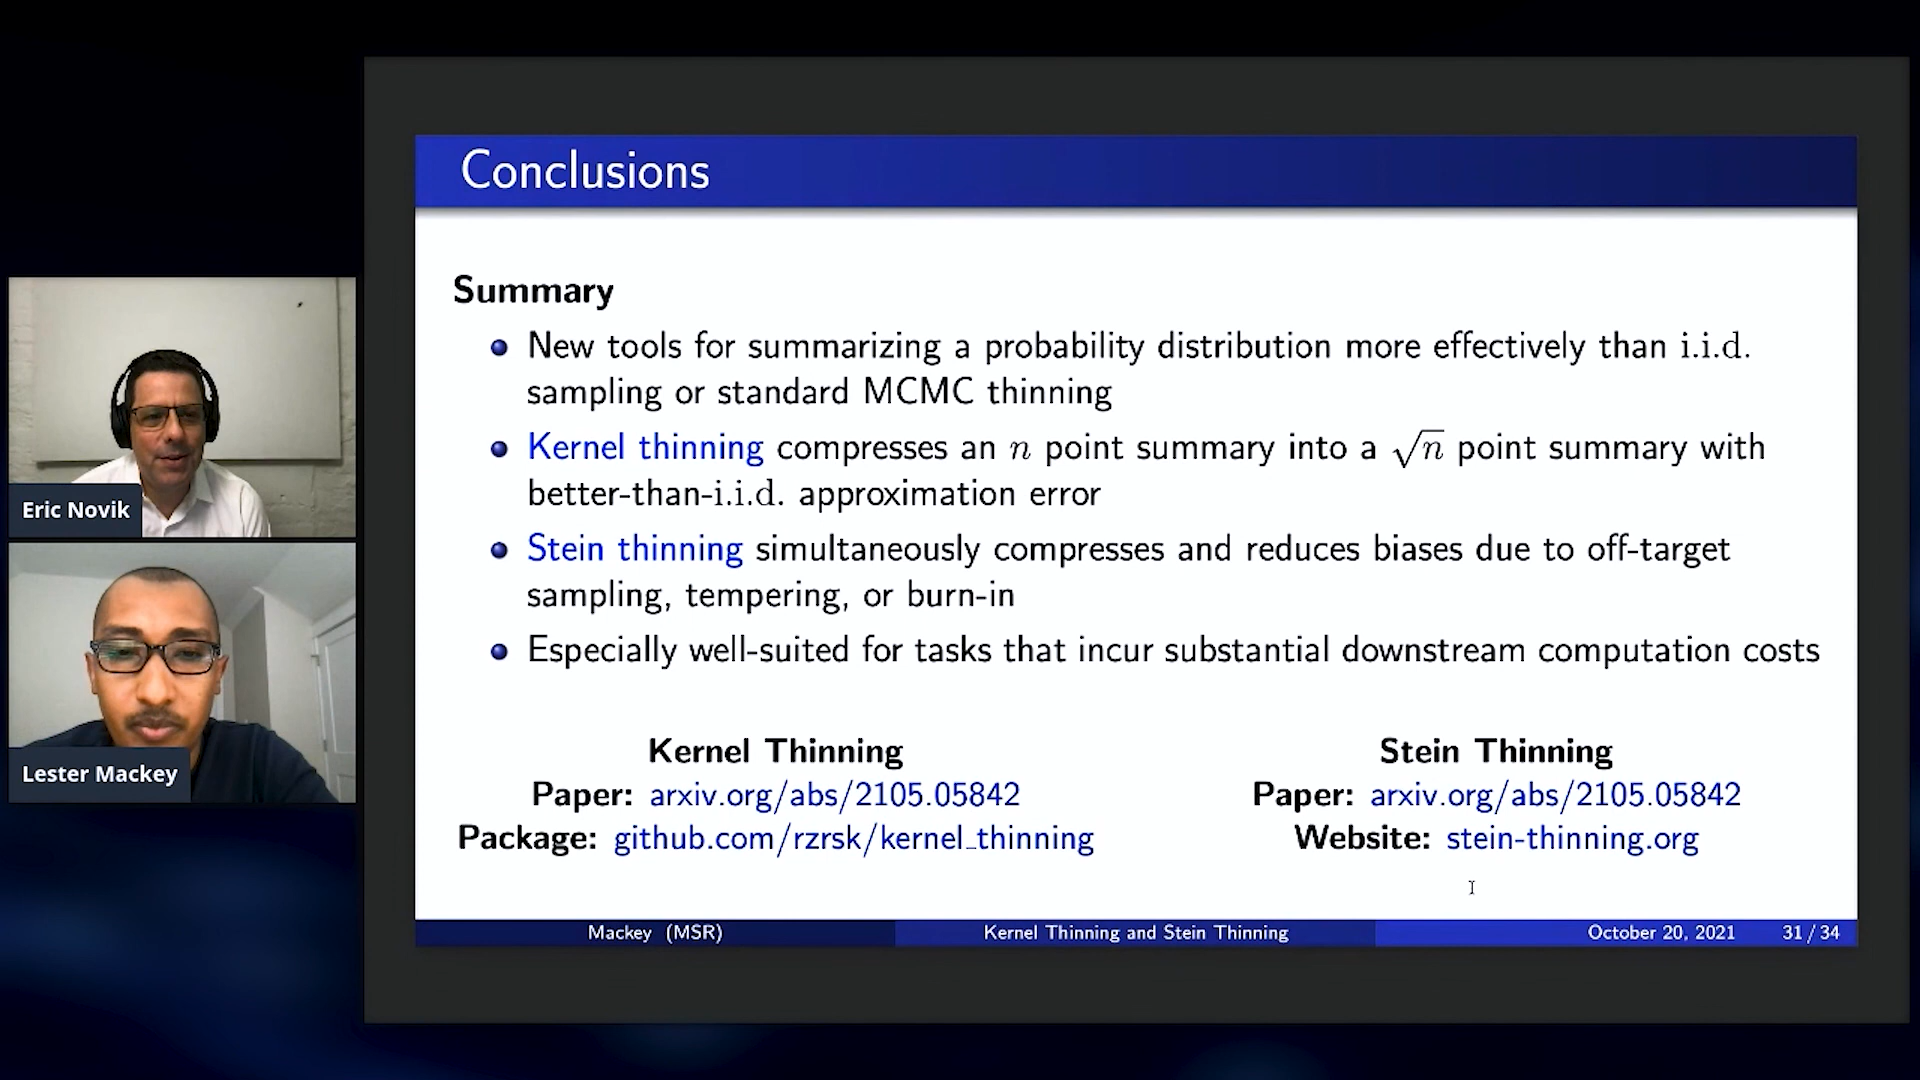 Conclusions
Summary
New tools for summarizing a probability distribution more effectively than i.i.d.
sampling or standard MCMC thinning
Kernel thinning compresses an n point summary into a √n point summary with
better-than-i.i.d. approximation error
Stein thinning simultaneously compresses and reduces biases due to off-target
sampling, tempering, or burn-in
Especially well-suited for tasks that incur substantial downstream computation costs
Kernel Thinning
Paper: arxiv.org/abs/2105.05842
Package: github.com/rzrsk/kernel_thinning
Stein Thinning
Paper: arxiv.org/abs/2105.05842
Website: stein-thinning.org
Mackey (MSR)
Kernel Thinning and Stein Thinning
October 20, 2021
31 / 34
Eric Novik
Lester Mackey